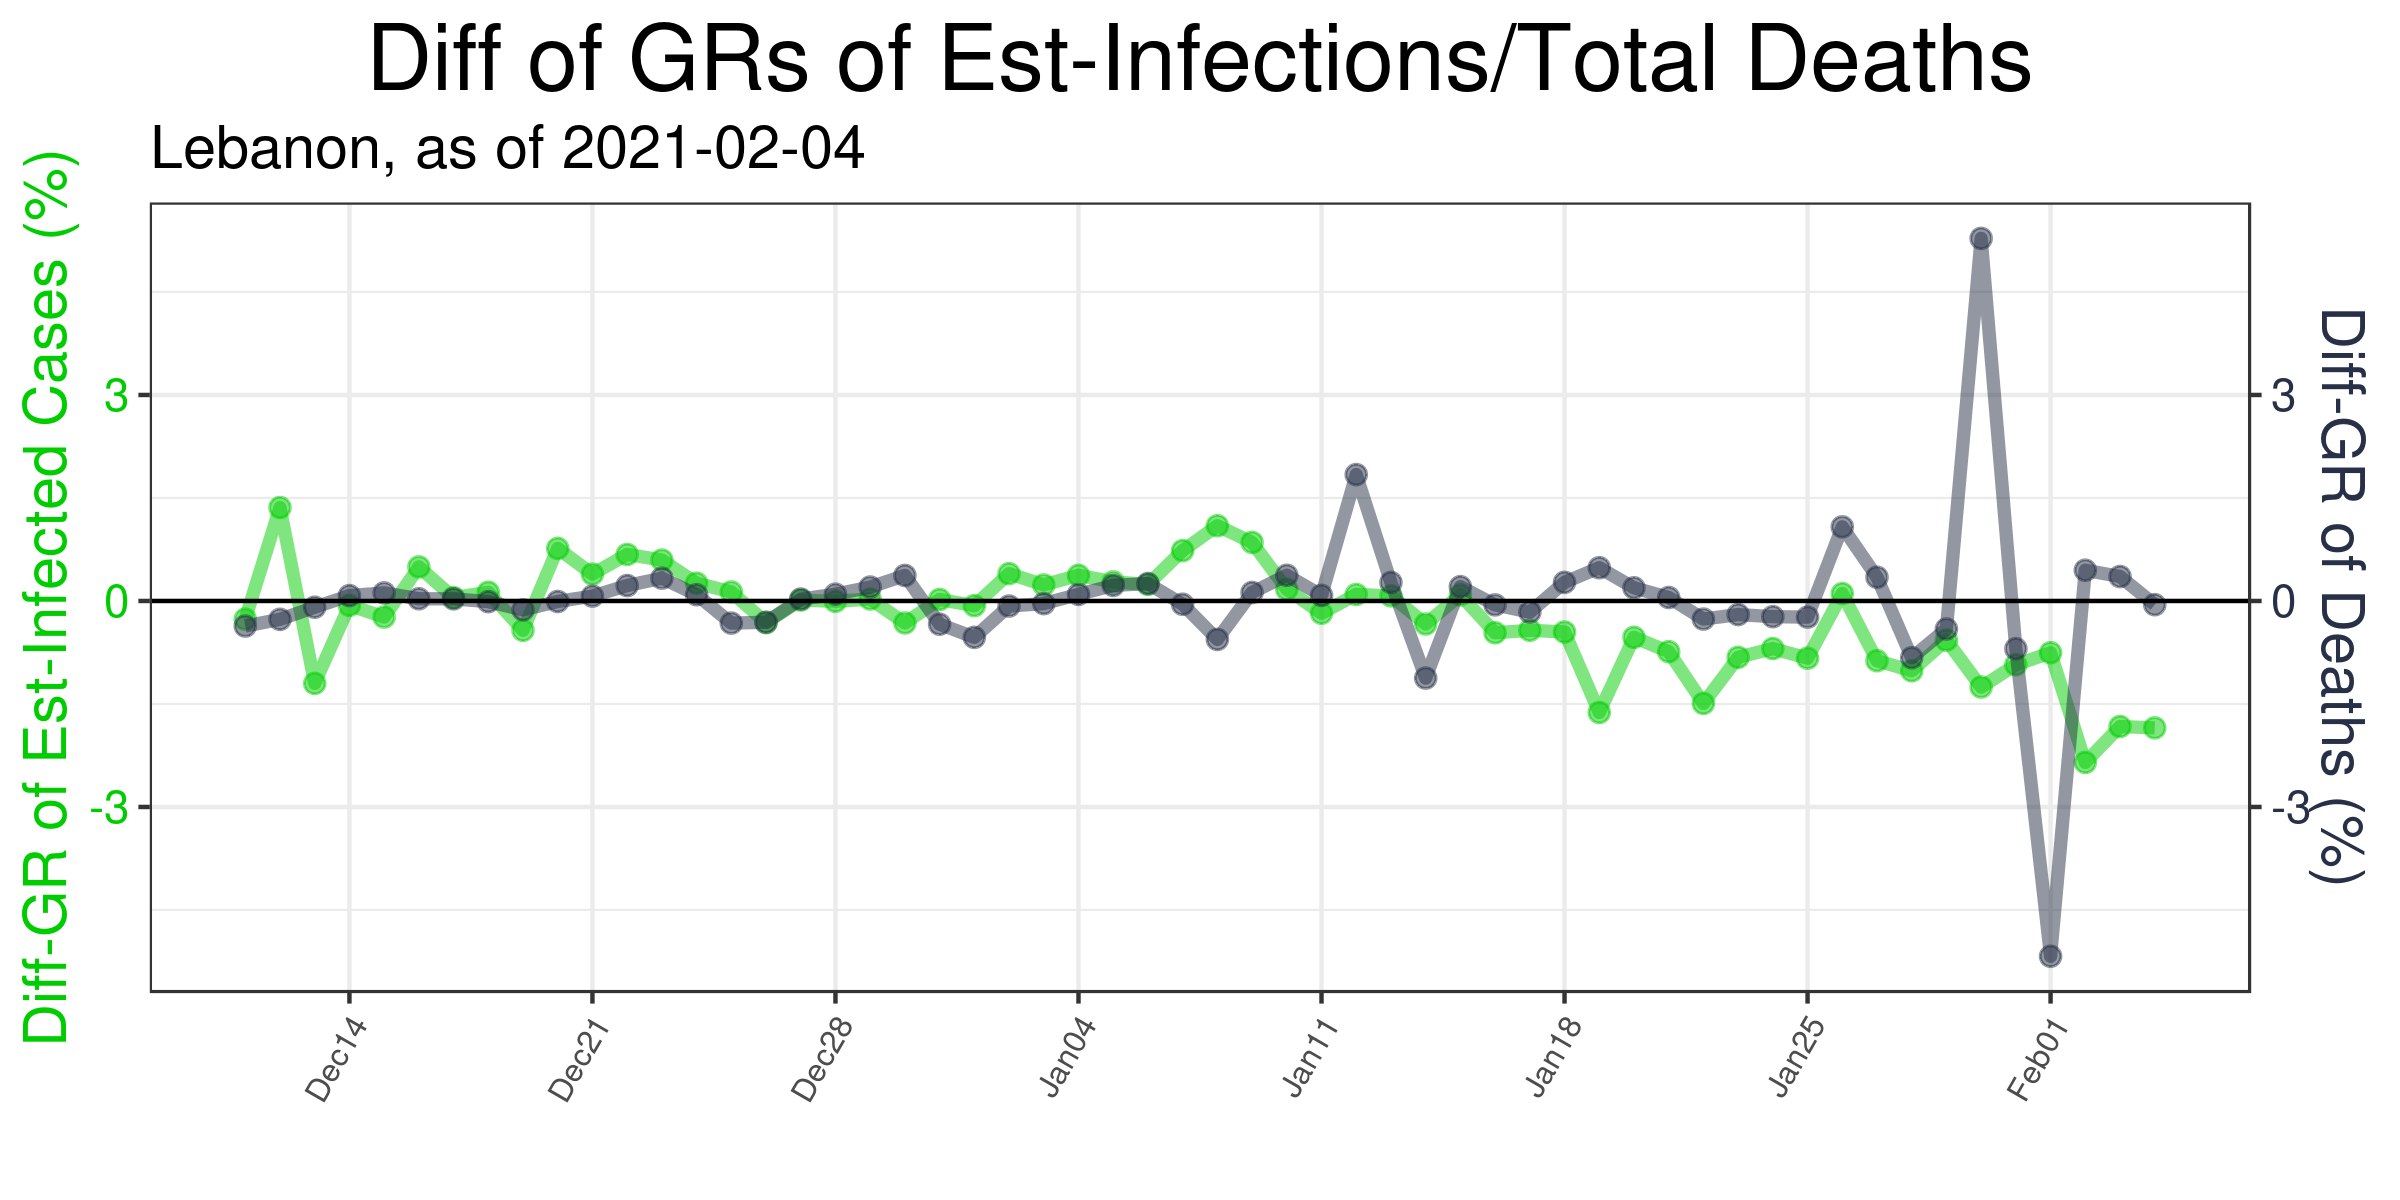 Diff of GRs of Est-Infections/Total Deaths
Lebanon, as of 2021-02-04
Diff-GR of Est-Infected Cases (%)
3
0
-3
3
0
-3
Diff-GR of Deaths (%)
Dec14
Dec21
Dec28
Jan04
Jan11
Jan18
Jan25
Feb01